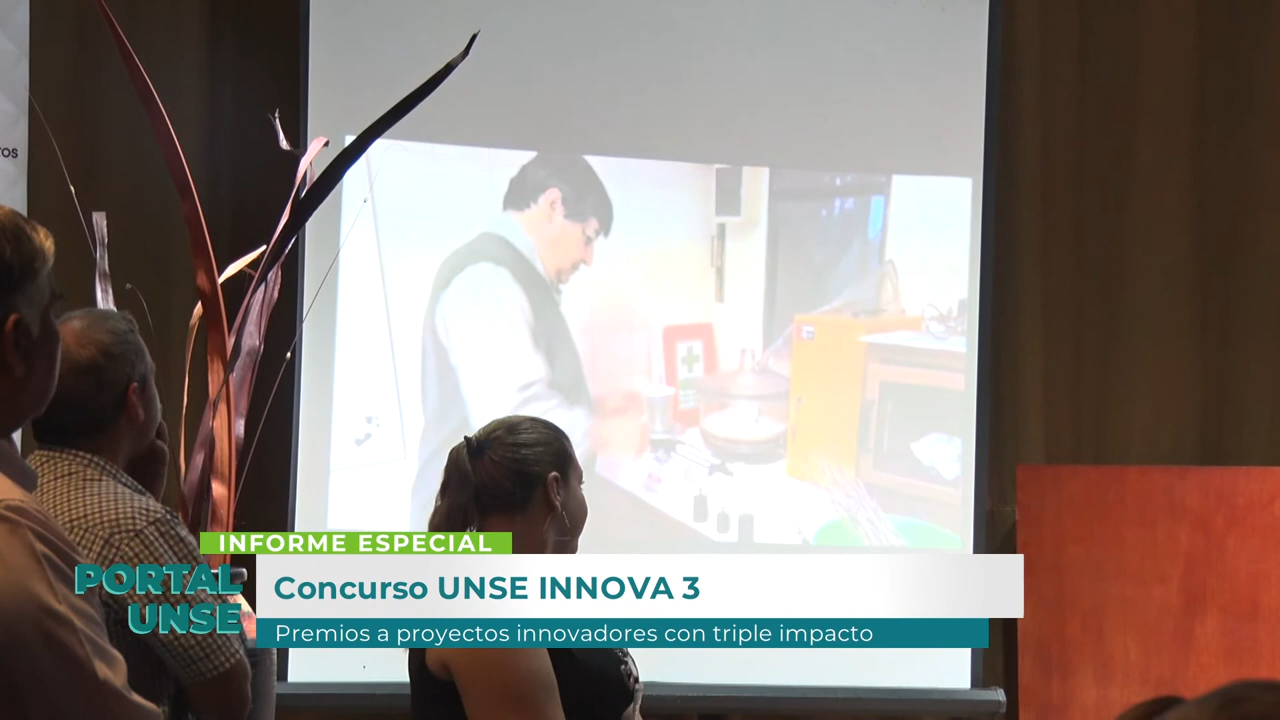 INFORME ESPECIAL
PORTAL
UNSE
Concurso UNSE INNOVA 3
Premios a proyectos innovadores con triple impacto